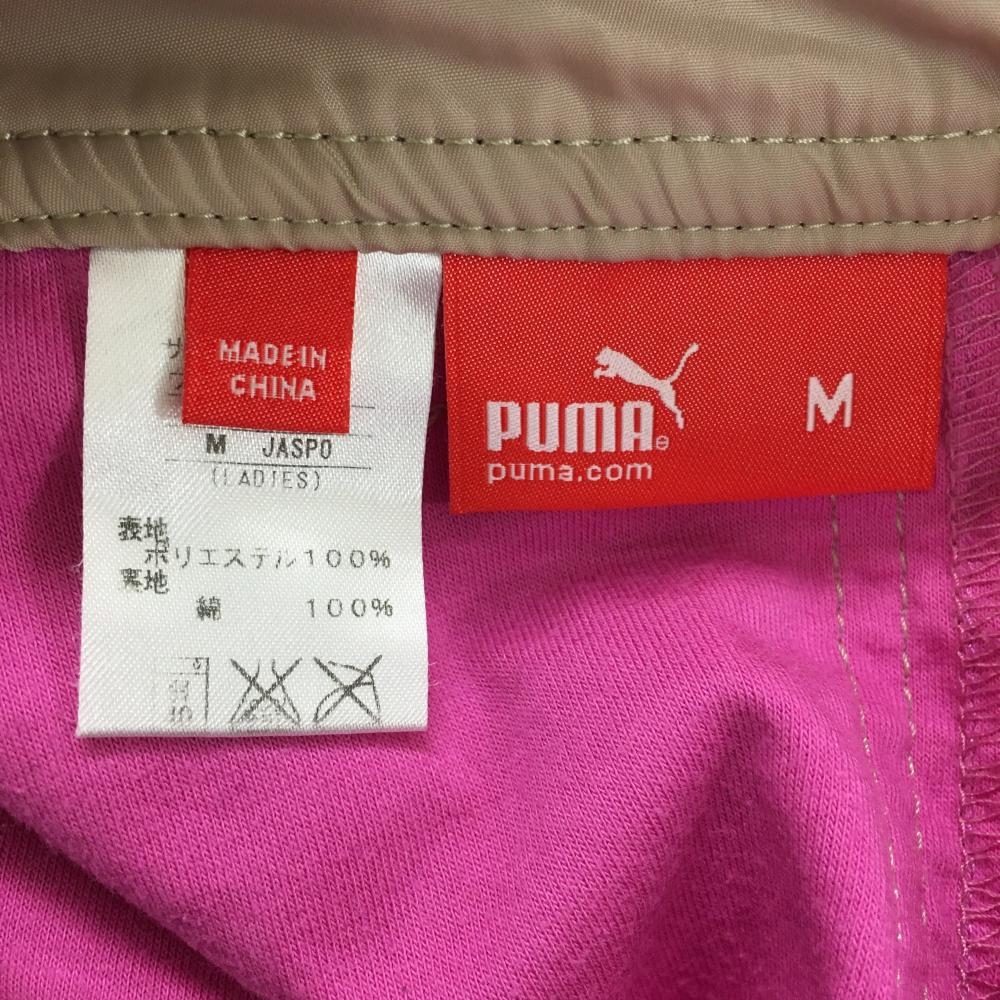 MADE IN
CHINA
M JASPO
(LADIES)
表地
ポリエステル100%
裏地
綿 100%
PUMA®
puma.com
M